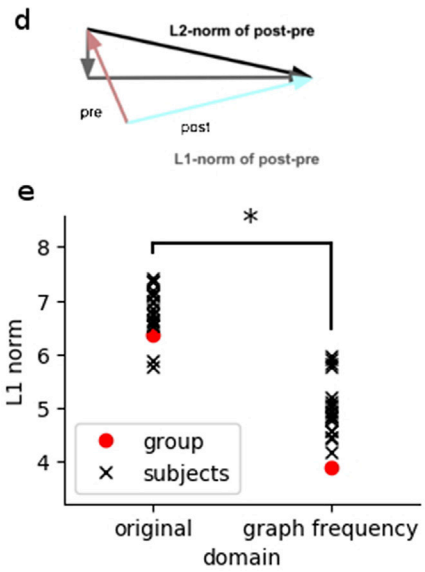 d
L2-norm of post-pre
pre
post
L1-norm of post-pre
e
*
8
7
6
5
4
L1 norm
group
subjects
original
graph frequency
domain